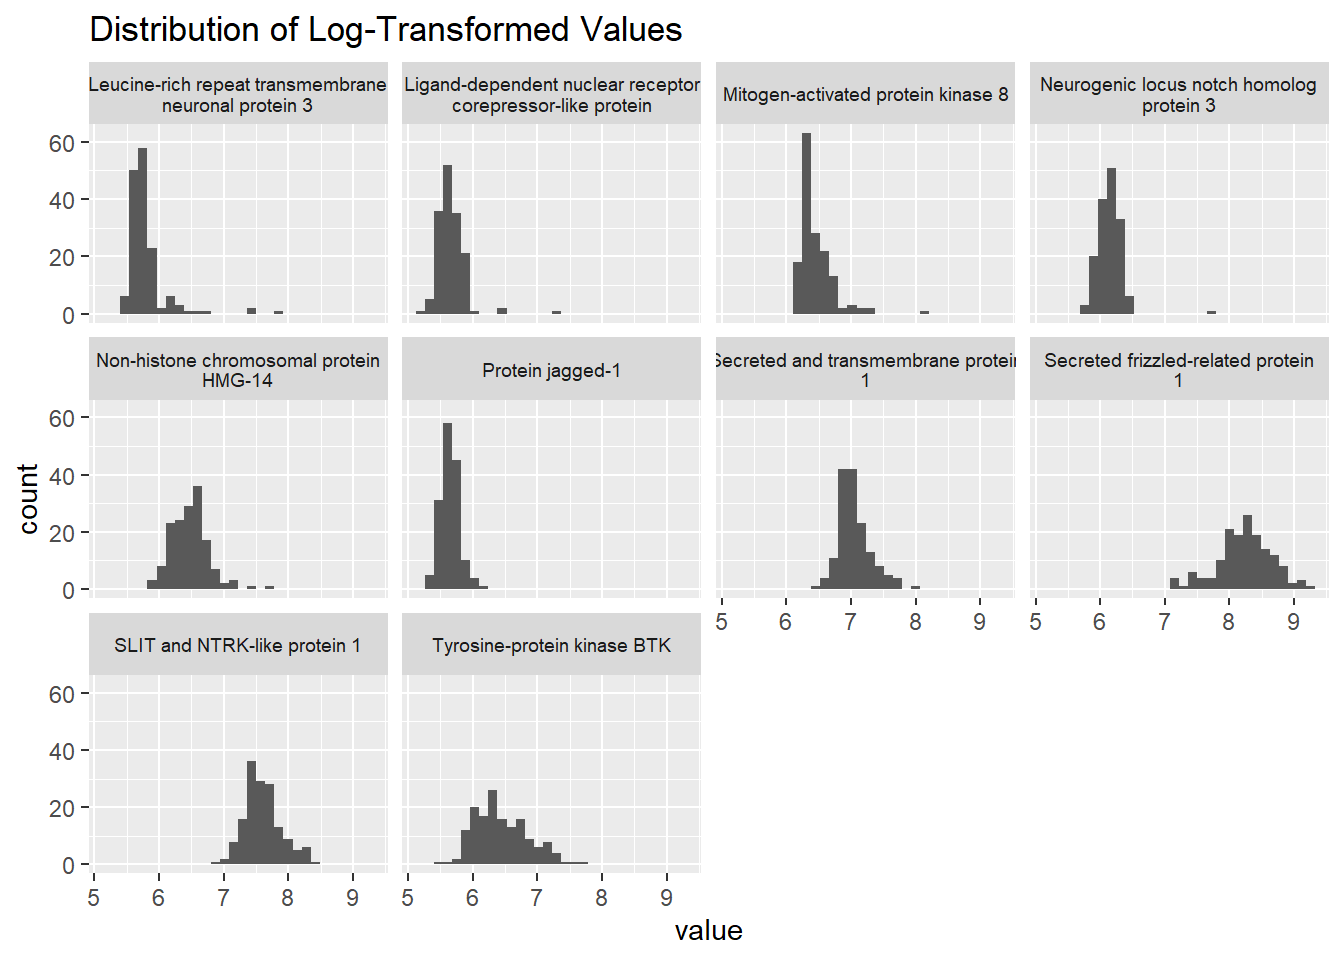 Distribution of Log-Transformed Values
Leucine-rich repeat transmembrane
neuronal protein 3
Ligand-dependent nuclear receptor
corepressor-like protein
Mitogen-activated protein kinase 8
Neurogenic locus notch homolog
protein 3
60
40
20
0
Non-histone chromosomal protein
HMG-14
Protein jagged-1
Secreted and transmembrane protein
1
Secreted frizzled-related protein
1
60
40
20
0
5 6 7 8 9
5 6 7 8 9
SLIT and NTRK-like protein 1
Tyrosine-protein kinase BTK
60
40
20
0
5 6 7 8 9
5 6 7 8 9
count
value